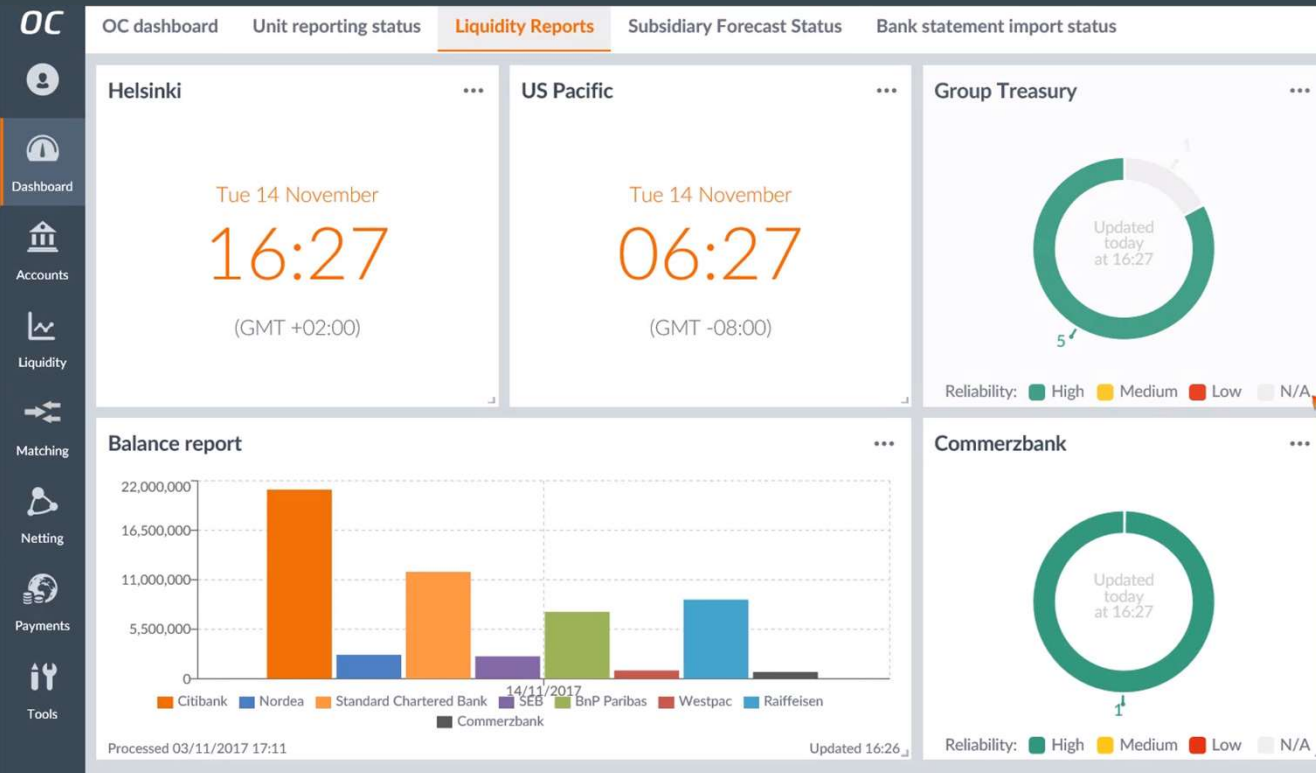 OC
OC dashboard
Unit reporting status
Liquidity Reports
Subsidiary Forecast Status
Bank statement import status
Dashboard
Accounts
Liquidity
Matching
Netting
Payments
Tools
Helsinki
Tue 14 November
16:27
(GMT +02:00)
US Pacific
Tue 14 November
06:27
(GMT -08:00)
Group Treasury
1
Updated
today
at 16:27
5
Reliability: High Medium Low N/A
Balance report
22,000,000
16,500,000
11,000,000
5,500,000
0
14/11/2017
Citibank Nordea Standard Chartered Bank SEB BnP Paribas Westpac Raiffeisen
Commerzbank
Processed 03/11/2017 17:11
Updated 16:26
Commerzbank
Updated
today
at 16:27
1
Reliability: High Medium Low N/A